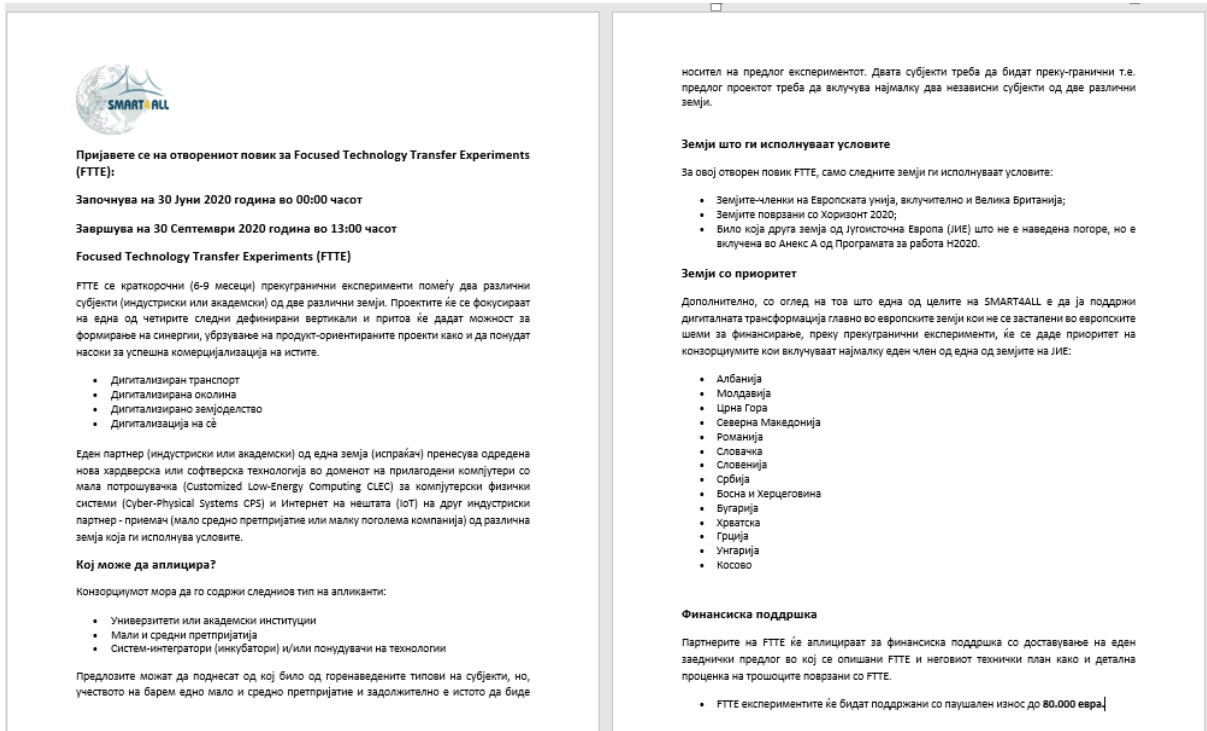 SMART4ALL
Пријавете се на отворениот повик за Focused Technology Transfer Experiments
(FTTE):
Започнува на 30 Јуни 2020 година во 00:00 часот
Завршува на 30 Септември 2020 година во 13:00 часот
Focused Technology Transfer Experiments (FTTE)
FTTE се краткорочни (6-9 месеци) прекугранични експерименти помеѓу два различни
субјекти (индустриски или академски) од две различни земји. Проектите ќе се фокусираат
на една од четирите следни дефинирани вертикали и притоа ќе дадат можност за
формирање на синергии, убрзување на продукт-ориентираните проекти како и да понудат
насоки за успешна комерцијализација на истите.
• Дигитализиран транспорт
• Дигитализирана околина
• Дигитализирано земјоделство
• Дигитализација на сѐ
Еден партнер (индустриски или академски) од една земја (испраќач) пренесува одредена
нова хардверска или софтверска технологија во доменот на прилагодени компјутери со
мала потрошувачка (Customized Low-Energy Computing CLEC) за компјутерски физички
системи (Cyber-Physical Systems CPS) и Интернет на нештата (IoT) на друг индустриски
партнер - приемач (мало средно претпријатие или малку поголема компанија) од различна
земја која ги исполнува условите.
Кој може да аплицира?
Конзорциумот мора да го содржи следниов тип на апликанти:
• Универзитети или академски институции
• Мали и средни претпријатија
• Систем-интегратори (инкубатори) и/или понудувачи на технологии
Предлозите можат да поднесат од кој било од горенаведените типови на субјекти, но,
учеството на барем едно мало и средно претпријатие и задолжително е истото да биде
носител на предлог експериментот. Двата субјекти треба да бидат преку-гранични т.е.
предлог проектот треба да вклучува најмалку два независни субјекти од две различни
земји.
Земји што ги исполнуваат условите
За овој отворен повик FTTE, само следните земји ги исполнуваат условите:
• Земјите-членки на Европската унија, вклучително и Велика Британија;
• Земјите поврзани со Хоризонт 2020;
• Било која друга земја од Југоисточна Европа (ЈИЕ) што не е наведена погоре, но е
вклучена во Анекс А од Програмата за работа H2020.
Земји со приоритет
Дополнително, со оглед на тоа што една од целите на SMART4ALL е да ја поддржи
дигиталната трансформација главно во европските земји кои не се застапени во европските
шеми за финансирање, преку прекугранични експерименти, ќе се даде приоритет на
конзорциумите кои вклучуваат најмалку еден член од една од земјите на ЈИЕ:
• Албанија
• Молдавија
• Црна Гора
• Северна Македонија
• Романија
• Словачка
• Словенија
• Србија
• Босна и Херцеговина
• Бугарија
• Хрватска
• Грција
• Унгарија
• Косово
Финансиска поддршка
Партнерите на FTTE ќе аплицираат за финансиска поддршка со доставување на еден
заеднички предлог во кој се опишани FTTE и неговиот технички план како и детална
проценка на трошоците поврзани со FTTE.
• FTTE експериментите ќе бидат поддржани со паушален износ до 80.000 евра.